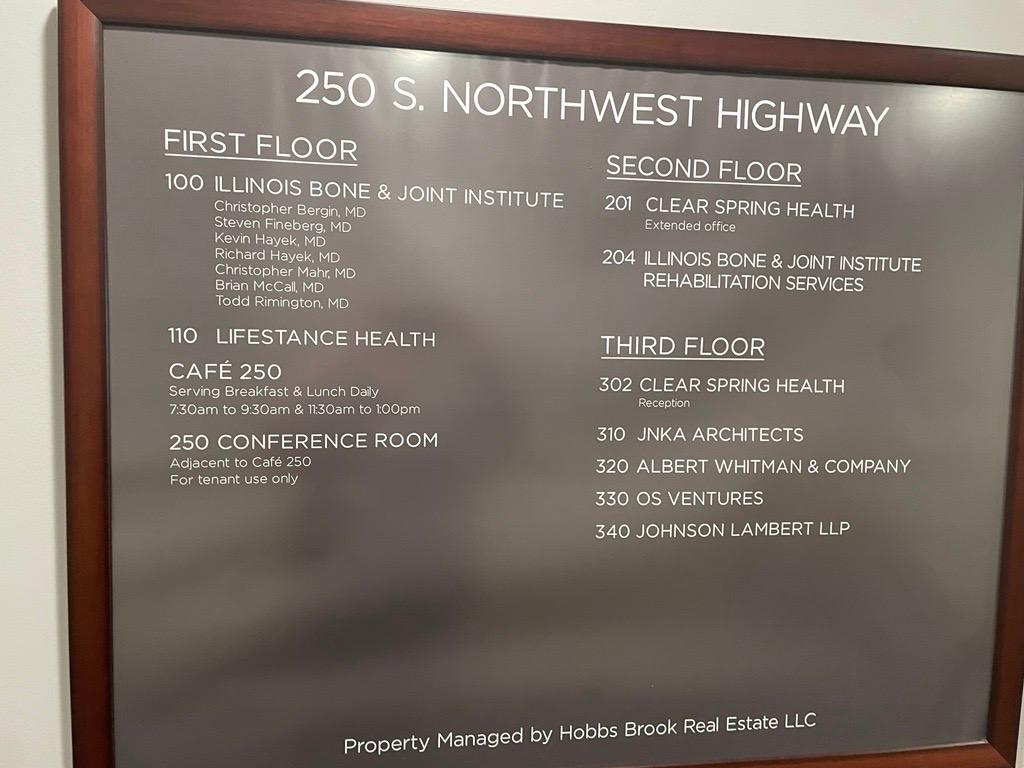 250 S. NORTHWEST HIGHWAY
FIRST FLOOR
100 ILLINOIS BONE & JOINT INSTITUTE
Christopher Bergin, MD
Steven Fineberg, MD
Kevin Hayek, MD
Richard Hayek, MD
Christopher Mahr, MD
Brian McCall, MD
Todd Rimington, MD
110 LIFESTANCE HEALTH
CAFÉ 250
Serving Breakfast & Lunch Daily
7:30am to 9:30am & 11:30am to 1:00pm
250 CONFERENCE ROOM
Adjacent to Café 250
For tenant use only
SECOND FLOOR
201 CLEAR SPRING HEALTH
Extended office
204 ILLINOIS BONE & JOINT INSTITUTE
REHABILITATION SERVICES
THIRD FLOOR
302 CLEAR SPRING HEALTH
Reception
310 JNKA ARCHITECTS
320 ALBERT WHITMAN & COMPANY
330 OS VENTURES
340 JOHNSON LAMBERT LLP
Property Managed by Hobbs Brook Real Estate LLC